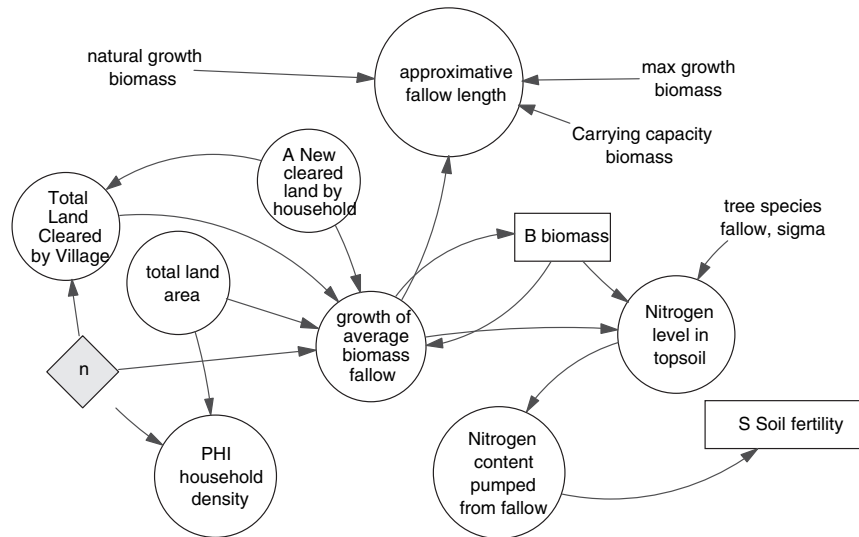 natural growth
biomass
approximative
fallow length
max growth
biomass
Carrying capacity
biomass
A New
cleared
land by
household
Total
Land
Cleared
by Village
total land
area
B biomass
tree species
fallow, sigma
growth of
average
biomass
fallow
Nitrogen
level in
topsoil
n
PHI
household
density
Nitrogen
content
pumped
from fallow
S Soil fertility